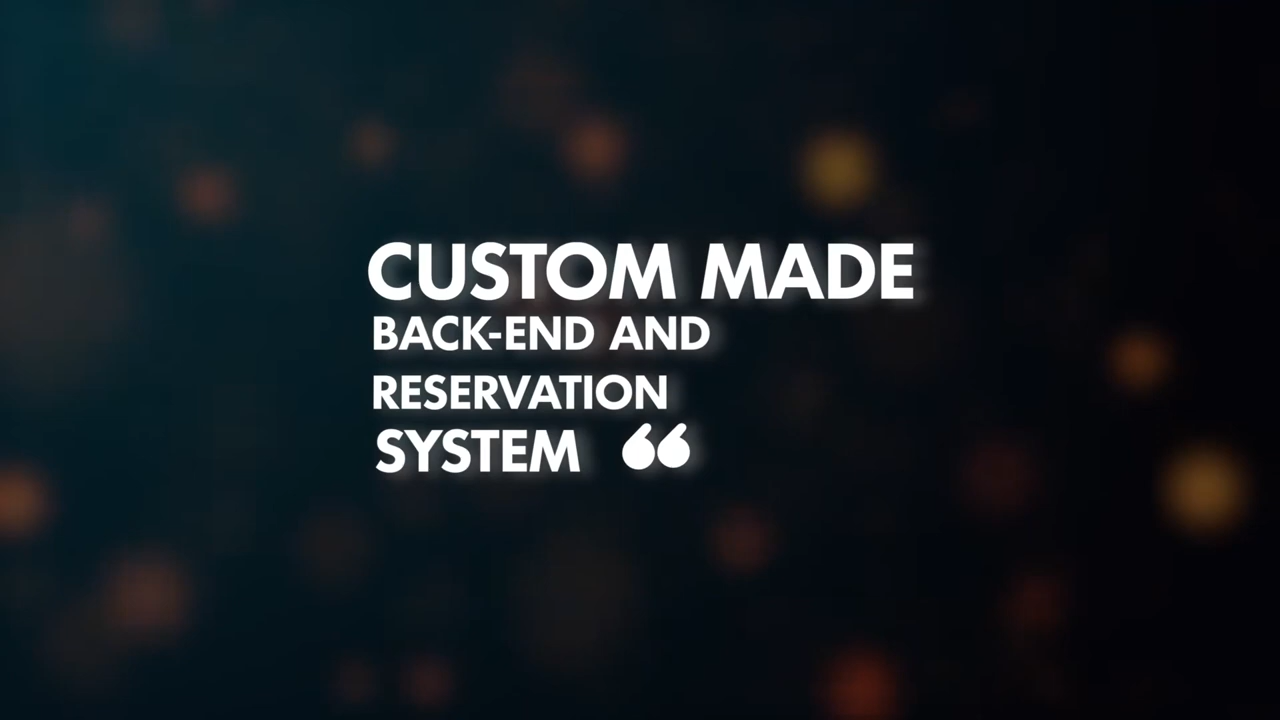 CUSTOM MADE
BACK-END AND
RESERVATION
SYSTEM “